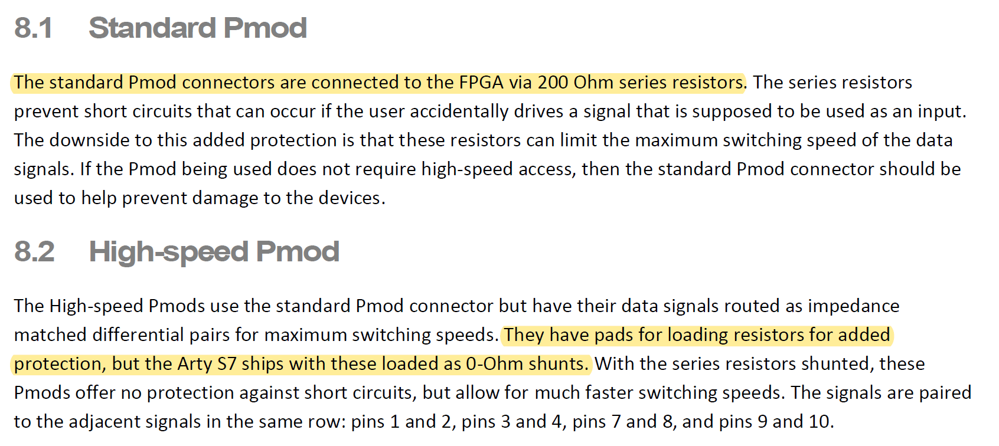 8.1 Standard Pmod
The standard Pmod connectors are connected to the FPGA via 200 Ohm series resistors. The series resistors
prevent short circuits that can occur if the user accidentally drives a signal that is supposed to be used as an input.
The downside to this added protection is that these resistors can limit the maximum switching speed of the data
signals. If the Pmod being used does not require high-speed access, then the standard Pmod connector should be
used to help prevent damage to the devices.
8.2 High-speed Pmod
The High-speed Pmods use the standard Pmod connector but have their data signals routed as impedance
matched differential pairs for maximum switching speeds. They have pads for loading resistors for added
protection, but the Arty S7 ships with these loaded as 0-Ohm shunts. With the series resistors shunted, these
Pmods offer no protection against short circuits, but allow for much faster switching speeds. The signals are paired
to the adjacent signals in the same row: pins 1 and 2, pins 3 and 4, pins 7 and 8, and pins 9 and 10.